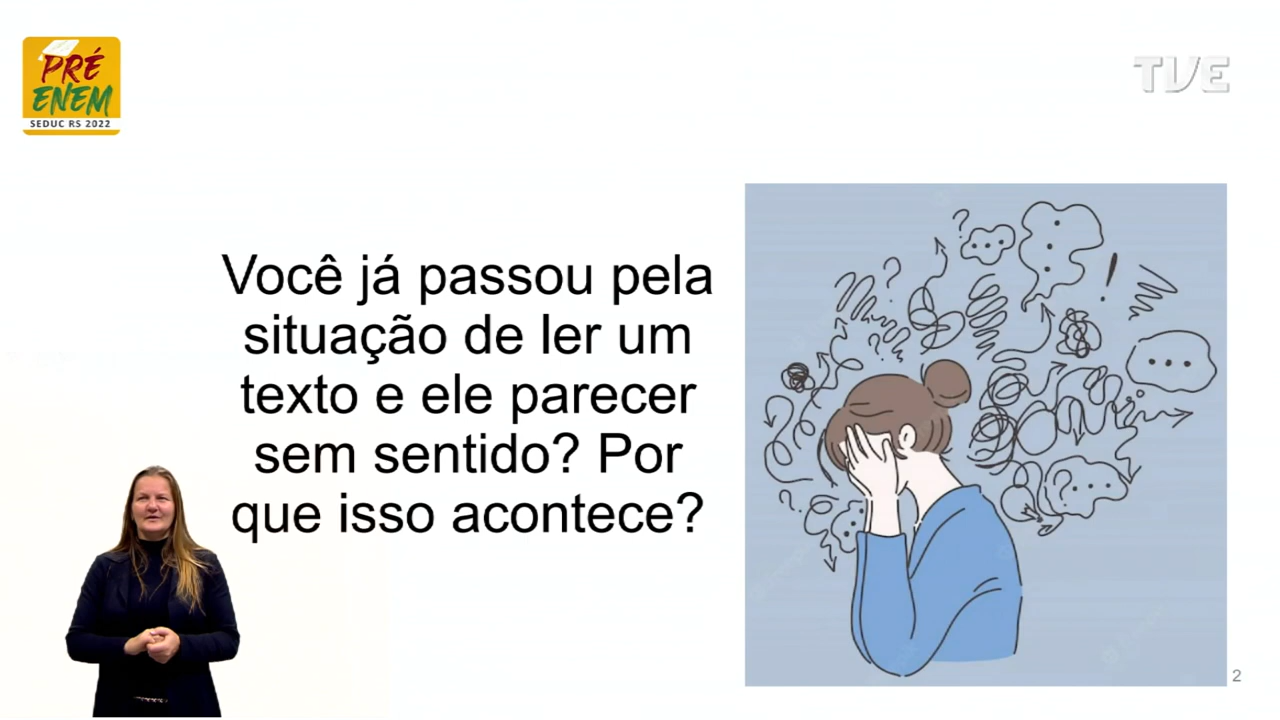 PRÉ
ENEM
SEDUC RS 2022
TVE
Você já passou pela
situação de ler um
texto e ele parecer
sem sentido? Por
que isso acontece?
?
?
!
2